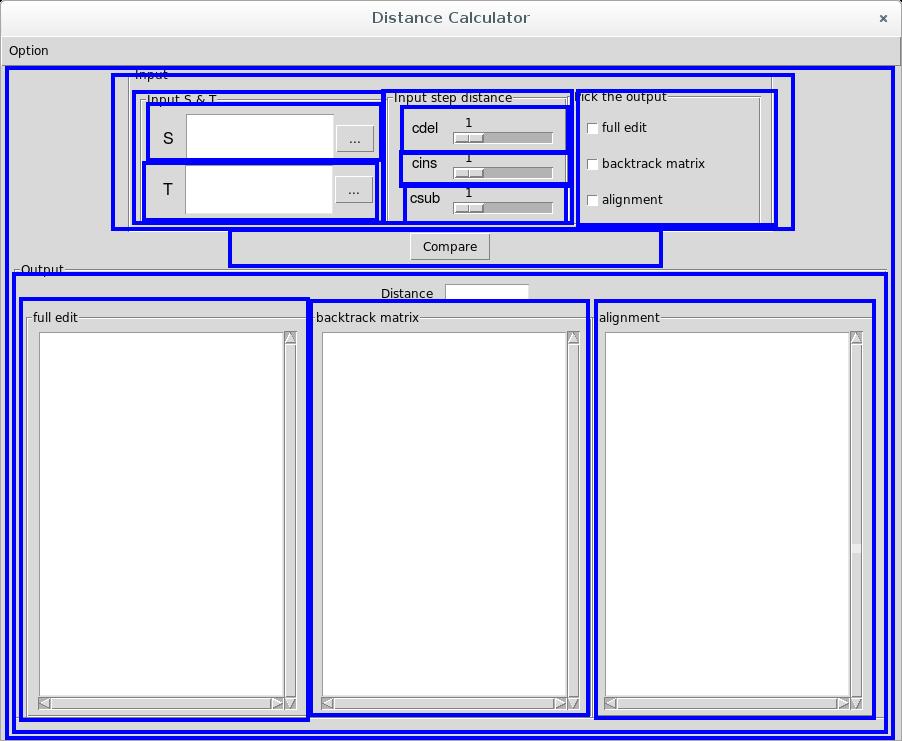 Distance Calculator
Option
Input
Input S & T
Input step distance
Pick the output
S
...
T
...
cdel
1
cins
1
csub
1
full edit
backtrack matrix
alignment
Compare
Output
Distance
full edit
backtrack matrix
alignment